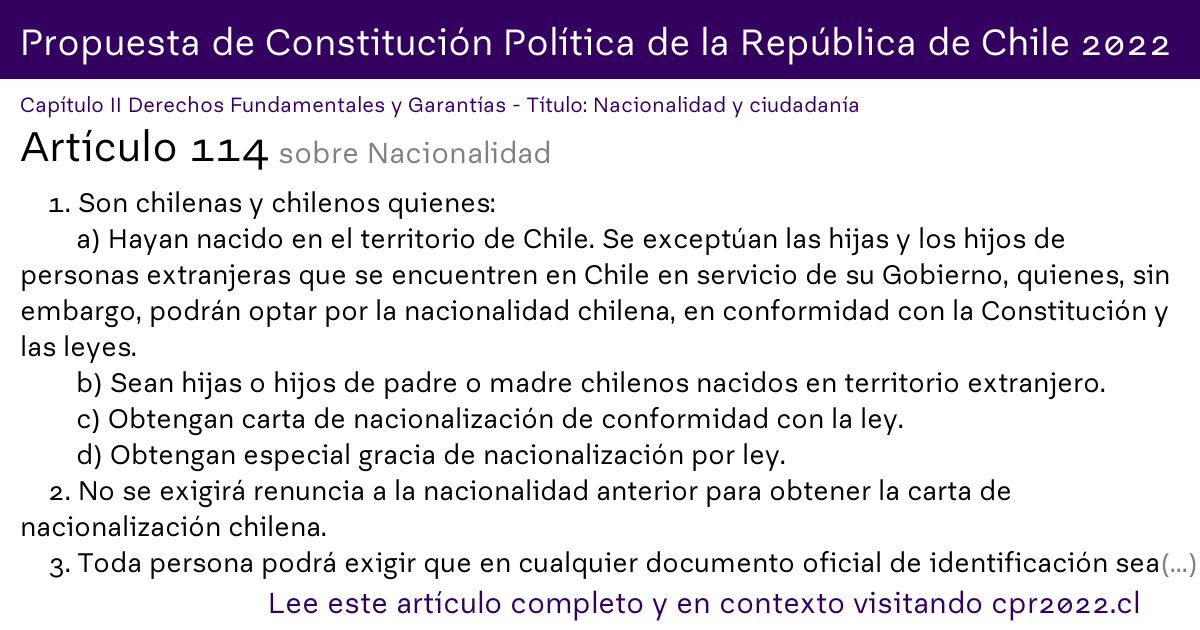 Propuesta de Constitución Política de la República de Chile 2022
Capítulo II Derechos Fundamentales y Garantías - Título: Nacionalidad y ciudadanía
Artículo 114 sobre Nacionalidad
1. Son chilenas y chilenos quienes:
a) Hayan nacido en el territorio de Chile. Se exceptúan las hijas y los hijos de
personas extranjeras que se encuentren en Chile en servicio de su Gobierno, quienes, sin
embargo, podrán optar por la nacionalidad chilena, en conformidad con la Constitución y
las leyes.
b) Sean hijas o hijos de padre o madre chilenos nacidos en territorio extranjero.
c) Obtengan carta de nacionalización de conformidad con la ley.
d) Obtengan especial gracia de nacionalización por ley.
2. No se exigirá renuncia a la nacionalidad anterior para obtener la carta de
nacionalización chilena.
3. Toda persona podrá exigir que en cualquier documento oficial de identificación sea(...)
Lee este artículo completo y en contexto visitando cpr2022.cl